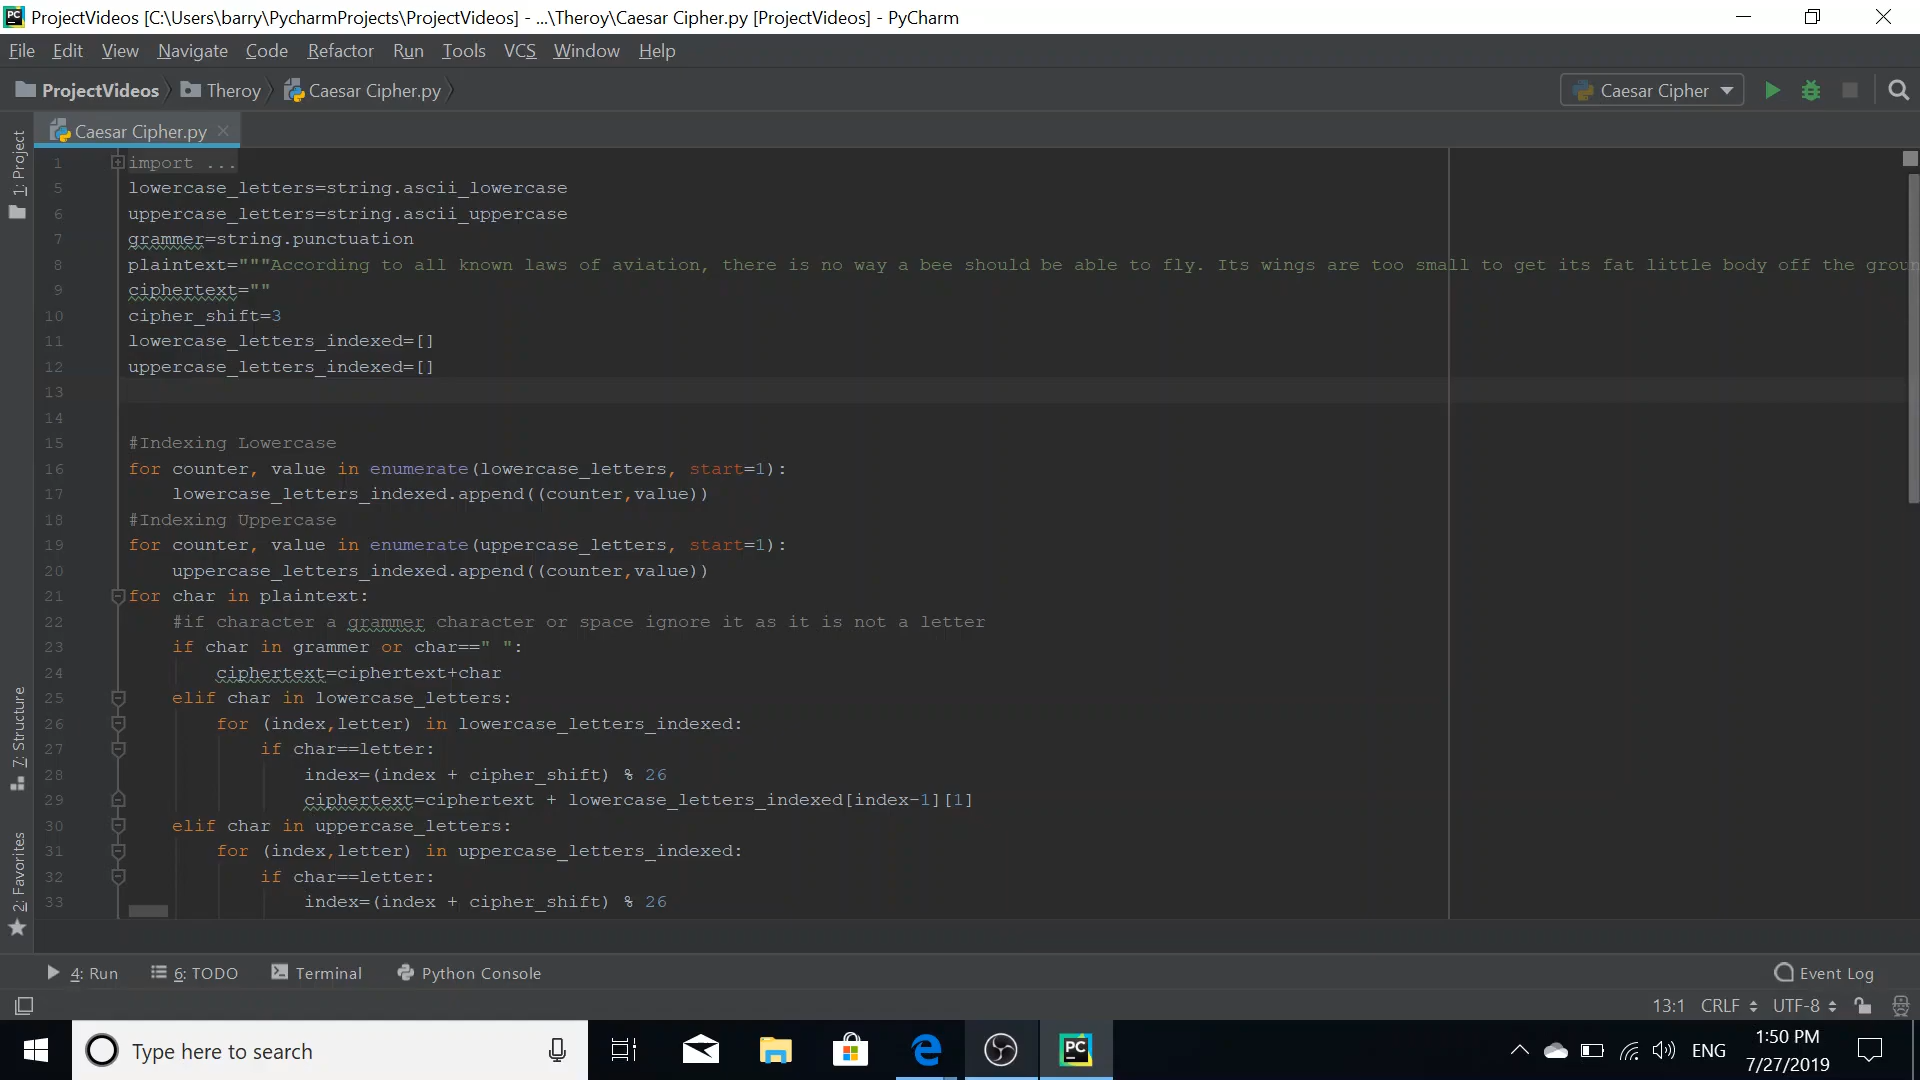 ProjectVideos [C:\Users\barry\PycharmProjects\ProjectVideos] - ...\Theroy\Caesar Cipher.py [ProjectVideos] - PyCharm
File Edit View Navigate Code Refactor Run Tools VCS Window Help
ProjectVideos Theroy Caesar Cipher.py Caesar Cipher
Caesar Cipher.py
1: Project
7: Structure
2: Favorites
1 import ...
5 lowercase_letters=string.ascii_lowercase
6 uppercase_letters=string.ascii_uppercase
7 grammer=string.punctuation
8 plaintext="""According to all known laws of aviation, there is no way a bee should be able to fly. Its wings are too small to get its fat little body off the groun
9 ciphertext=""
10 cipher_shift=3
11 lowercase_letters_indexed=[]
12 uppercase_letters_indexed=[]
13
14
15 #Indexing Lowercase
16 for counter, value in enumerate(lowercase_letters, start=1):
17     lowercase_letters_indexed.append((counter,value))
18 #Indexing Uppercase
19 for counter, value in enumerate(uppercase_letters, start=1):
20     uppercase_letters_indexed.append((counter,value))
21 for char in plaintext:
22     #if character a grammer character or space ignore it as it is not a letter
23     if char in grammer or char==" ":
24         ciphertext=ciphertext+char
25     elif char in lowercase_letters:
26         for (index,letter) in lowercase_letters_indexed:
27             if char==letter:
28                 index=(index + cipher_shift) % 26
29                 ciphertext=ciphertext + lowercase_letters_indexed[index-1][1]
30     elif char in uppercase_letters:
31         for (index,letter) in uppercase_letters_indexed:
32             if char==letter:
33                 index=(index + cipher_shift) % 26
4: Run 6: TODO Terminal Python Console Event Log
13:1 CRLF UTF-8
Type here to search ENG 1:50 PM
7/27/2019